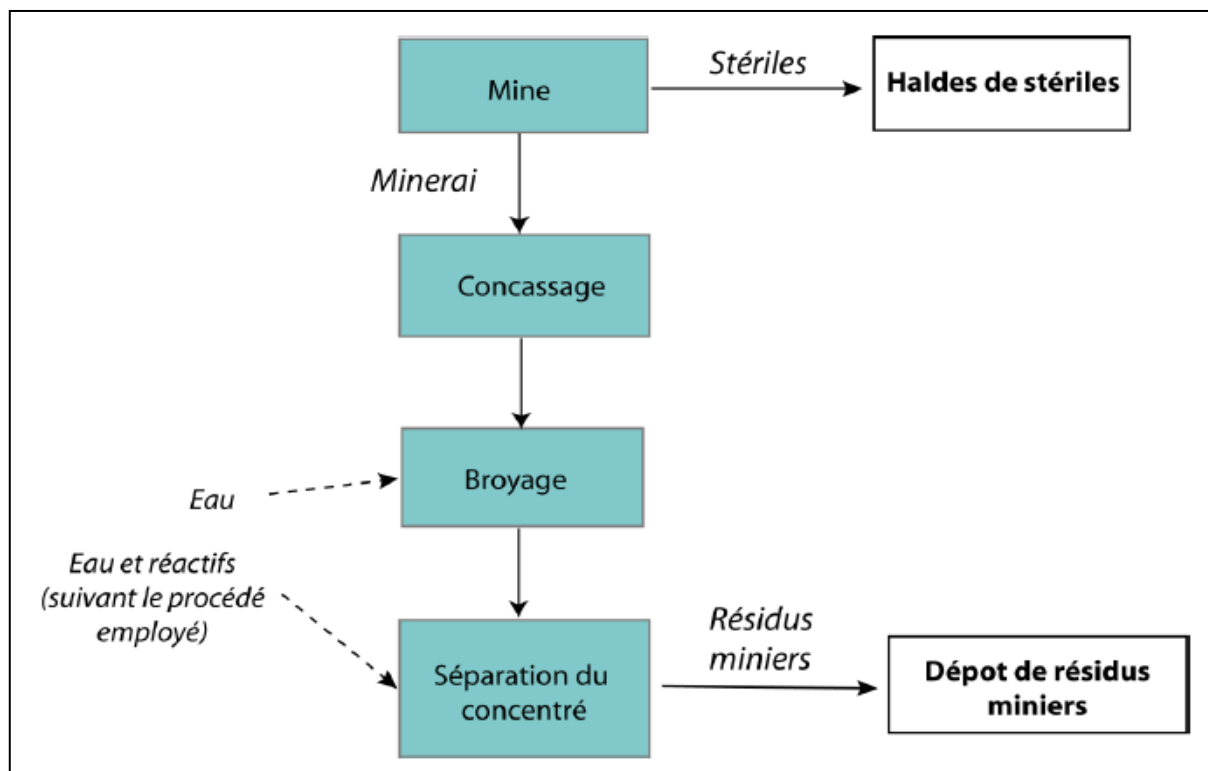 Mine
Stériles
Haldes de stériles
Minerai
Concassage
Broyage
Eau
Eau et réactifs
(suivant le procédé
employé)
Séparation du
concentré
Résidus
miniers
Dépot de résidus
miniers